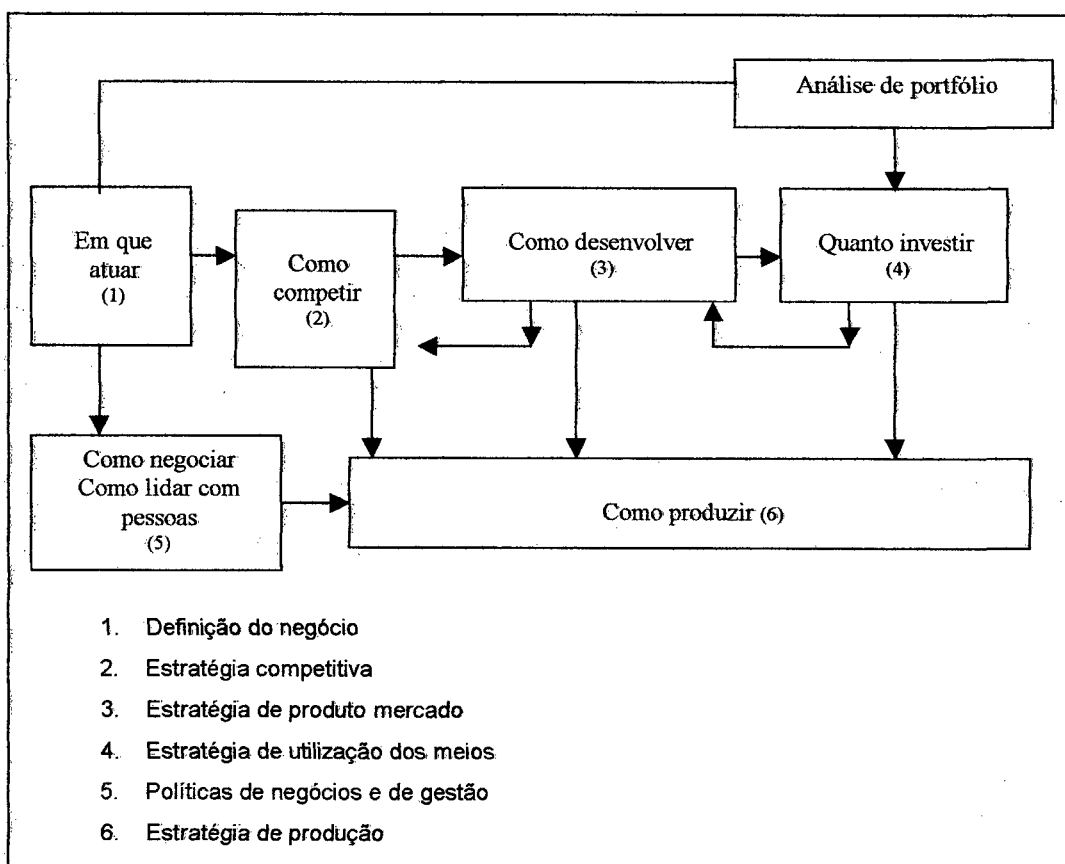 Análise de portfólio
Em que
atuar
(1)
Como
competir
(2)
Como desenvolver
(3)
Quanto investir
(4)
Como negociar
Como lidar com
pessoas
(5)
Como produzir (6)
1. Definição do negócio
2. Estratégia competitiva
3. Estratégia de produto mercado
4. Estratégia de utilização dos meios
5. Políticas de negócios e de gestão
6. Estratégia de produção